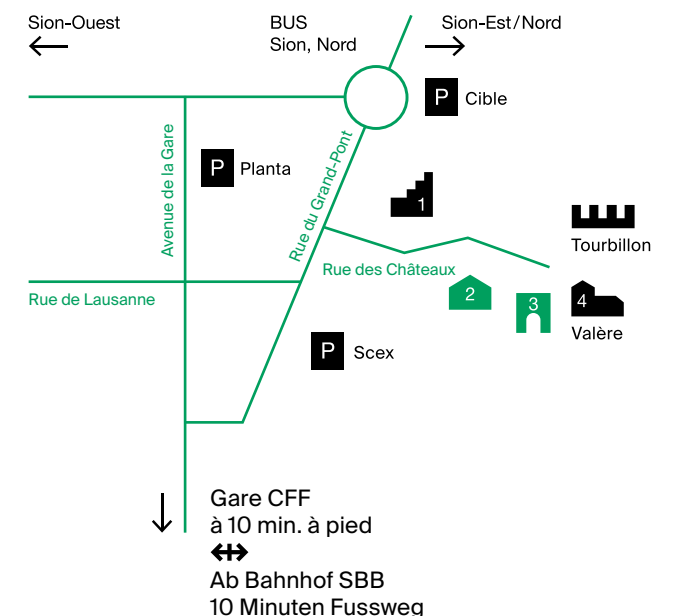 Sion-Ouest
BUS
Sion, Nord
Sion-Est/Nord
P Cible
Avenue de la Gare
P Planta
Rue du Grand-Pont
1
Tourbillon
Rue des Châteaux
Rue de Lausanne
2
3
4
Valère
P Scex
Gare CFF
à 10 min. à pied
Ab Bahnhof SBB
10 Minuten Fussweg